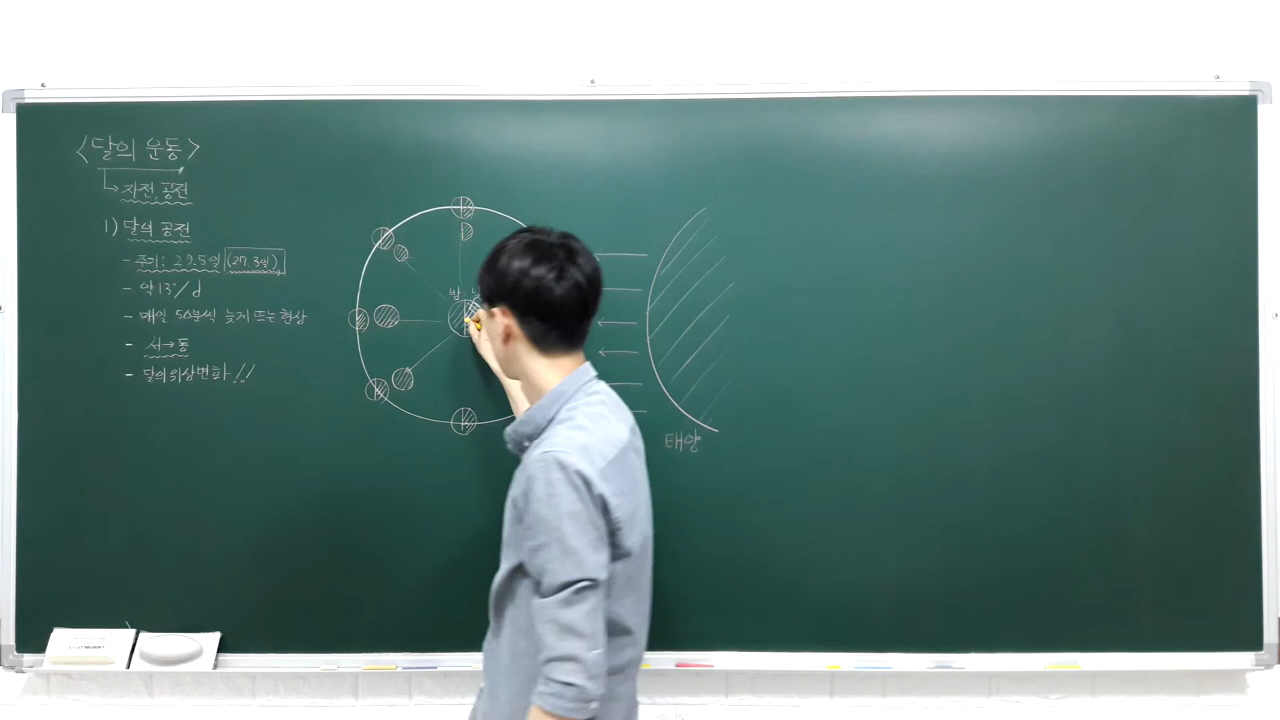 <달의 운동>
자전, 공전
1) 달의 공전
- 주기: 29.5일 (27.3일)
- 약 13°/d
- 매일 50분씩 늦게 뜨는 현상
- 서→동
- 달의 위상변화!!
밤
태양